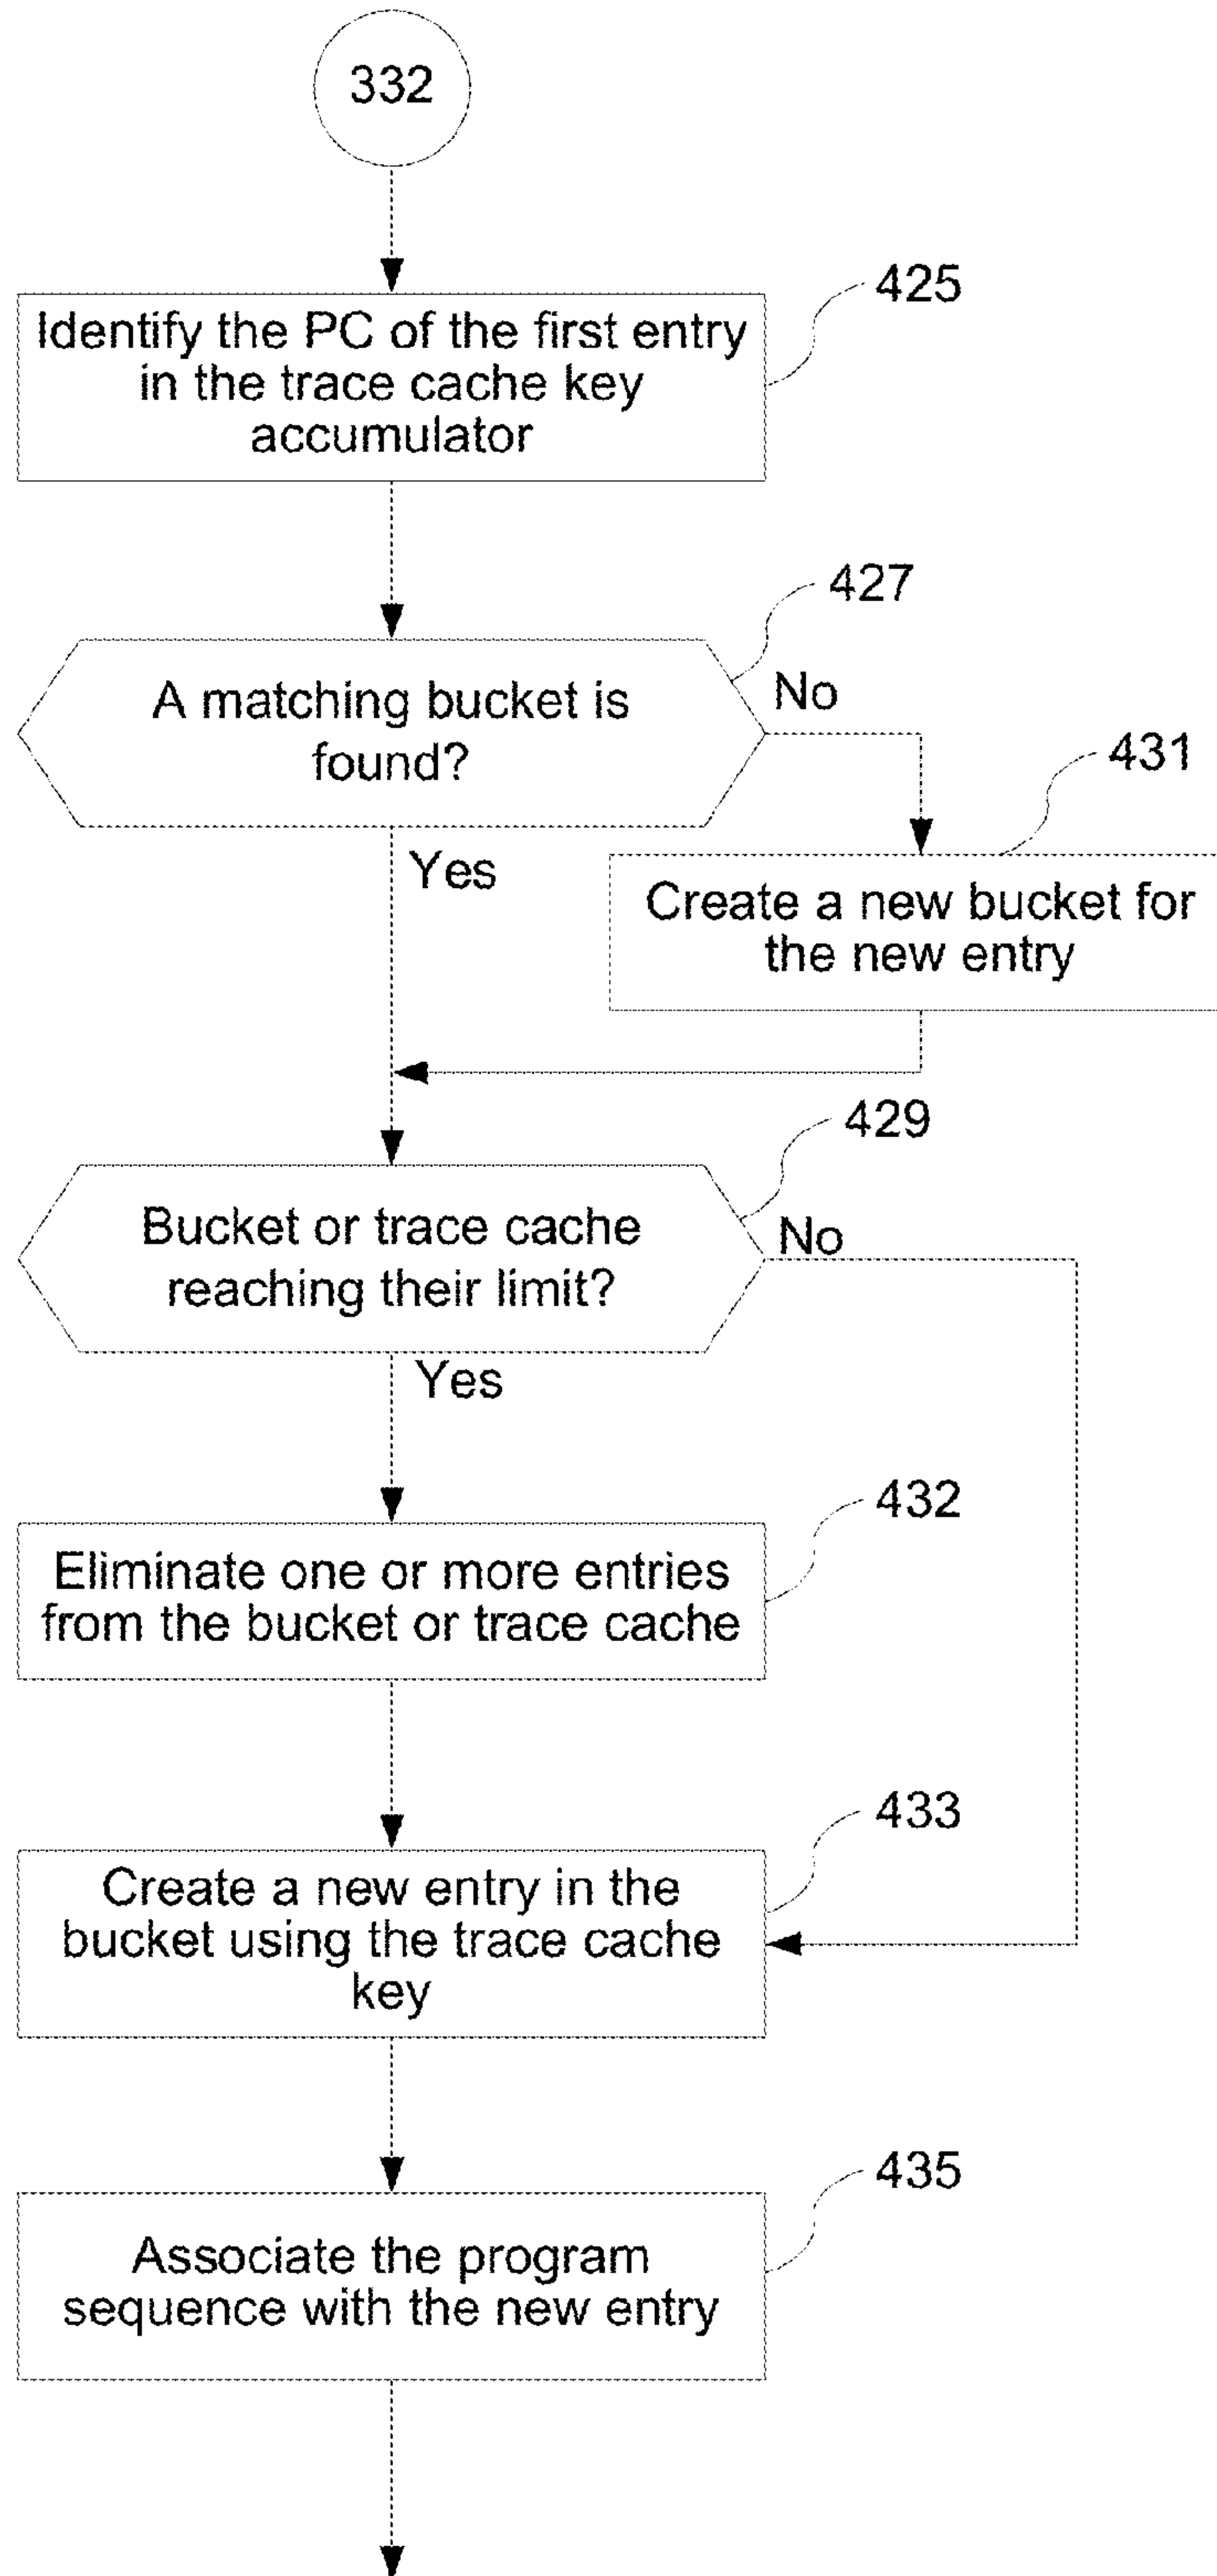 332
425
Identify the PC of the first entry
in the trace cache key
accumulator
427
A matching bucket is
found?
No
431
Yes
Create a new bucket for
the new entry
429
Bucket or trace cache
reaching their limit?
No
Yes
432
Eliminate one or more entries
from the bucket or trace cache
433
Create a new entry in the
bucket using the trace cache
key
435
Associate the program
sequence with the new entry